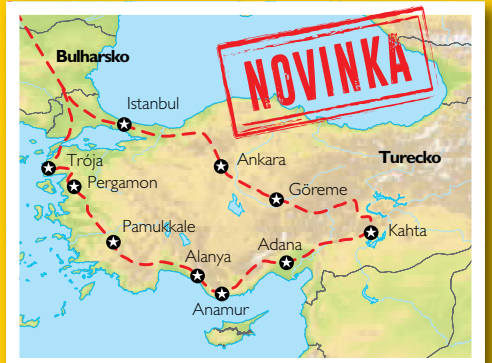 Bulharsko
NOVINKA
Istanbul
Trója
Ankara
Turecko
Pergamon
Göreme
Pamukkale
Kahta
Alanya
Adana
Anamur